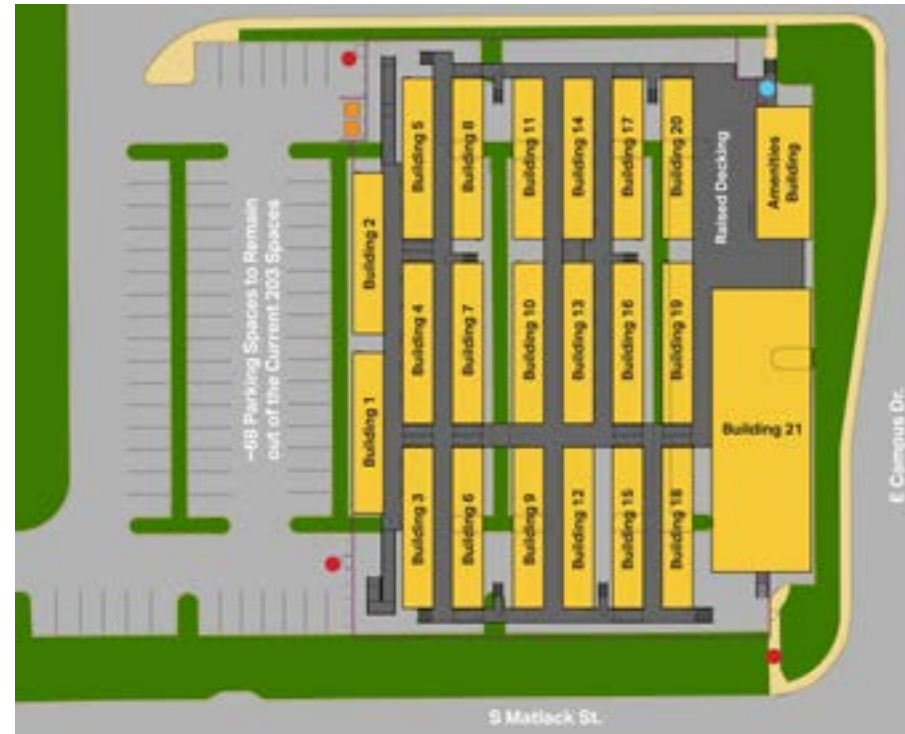 ~68 Parking Spaces to Remain
out of the Current 203 Spaces
Building 2
Building 1
Building 5
Building 4
Building 3
Building 8
Building 7
Building 6
Building 11
Building 10
Building 9
Building 14
Building 13
Building 12
Building 17
Building 16
Building 15
Building 20
Building 19
Building 18
Raised Decking
Amenities
Building
Building 21
E Campus Dr.
S Matlack St.